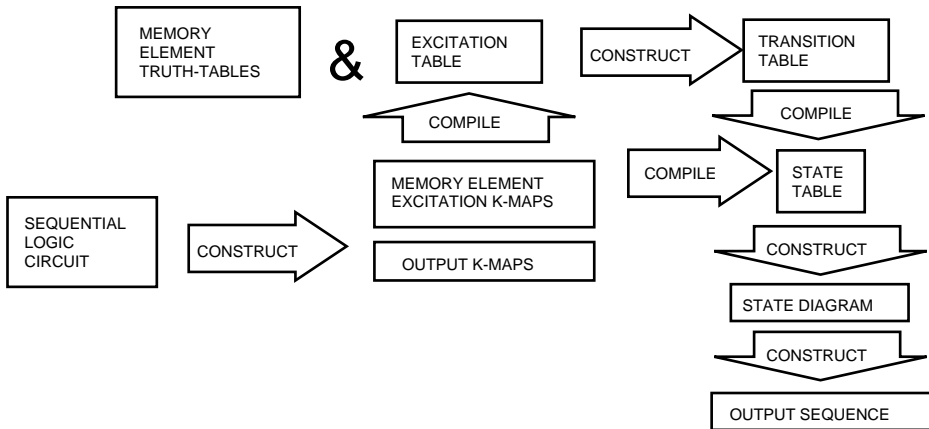 MEMORY
ELEMENT
TRUTH-TABLES
&
EXCITATION
TABLE
CONSTRUCT
TRANSITION
TABLE
COMPILE
COMPILE
MEMORY ELEMENT
EXCITATION K-MAPS
COMPILE
STATE
TABLE
SEQUENTIAL
LOGIC
CIRCUIT
CONSTRUCT
OUTPUT K-MAPS
CONSTRUCT
STATE DIAGRAM
CONSTRUCT
OUTPUT SEQUENCE